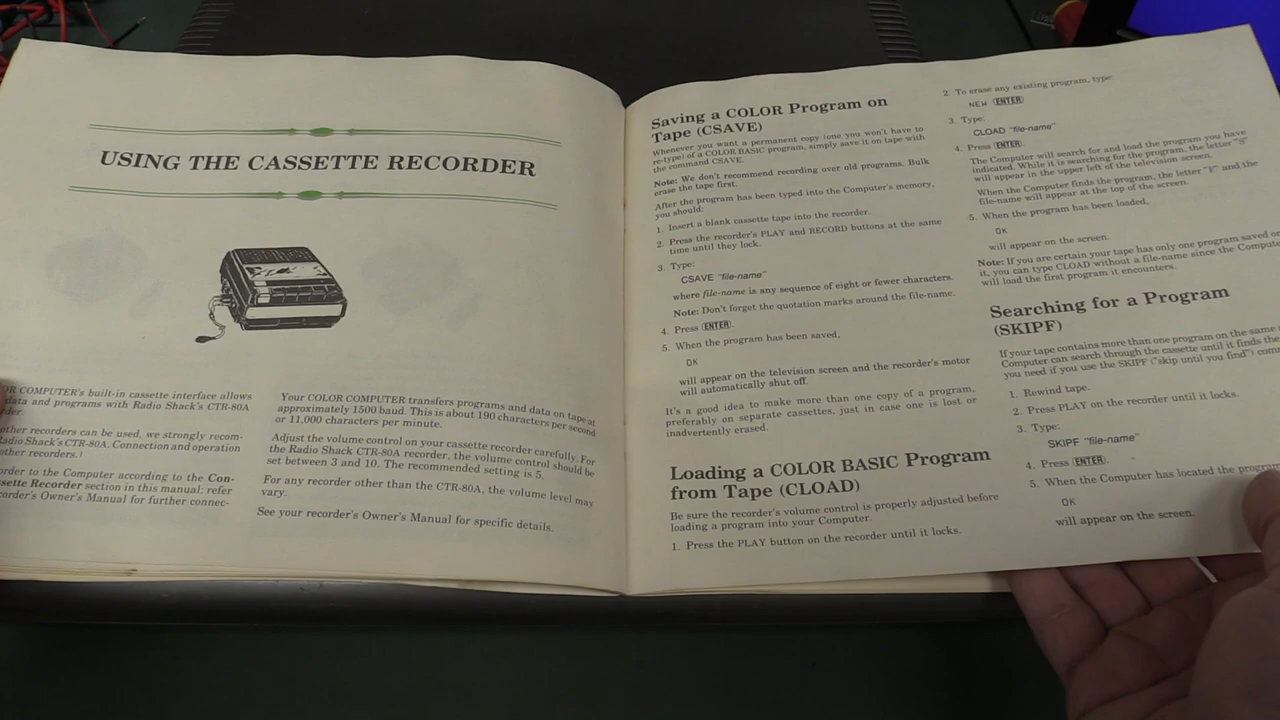 USING THE CASSETTE RECORDER
OR COMPUTER's built-in cassette interface allows
data and programs with Radio Shack's CTR-80A
other recorders can be used, we strongly recom-
Radio Shack's CTR-80A. Connection and operation
other recorders.)
order to the Computer according to the Con-
ssette Recorder section in this manual; refer
corder's Owner's Manual for further connec-
Your COLOR COMPUTER transfers programs and data on tape at
approximately 1500 baud. This is about 190 characters per second
or 11,000 characters per minute.
Adjust the volume control on your cassette recorder carefully. For
the Radio Shack CTR-80A recorder, the volume control should be
set between 3 and 10. The recommended setting is 5.
For any recorder other than the CTR-80A, the volume level may
vary.
See your recorder's Owner's Manual for specific details.
Saving a COLOR Program on
Tape (CSAVE)
Whenever you want a permanent copy (one you won't have to
re-type) of a COLOR BASIC program, simply save it on tape with
the command CSAVE.
Note: We don't recommend recording over old programs. Bulk
erase the tape first.
After the program has been typed into the Computer's memory,
you should:
1. Insert a blank cassette tape into the recorder.
2. Press the recorder's PLAY and RECORD buttons at the same
time until they lock.
3. Type:
CSAVE "file-name"
where file-name is any sequence of eight or fewer characters.
Note: Don't forget the quotation marks around the file-name.
4. Press ENTER.
5. When the program has been saved,
OK
will appear on the television screen and the recorder's motor
will automatically shut off.
It's a good idea to make more than one copy of a program,
preferably on separate cassettes, just in case one is lost or
inadvertently erased.
Loading a COLOR BASIC Program
from Tape (CLOAD)
Be sure the recorder's volume control is properly adjusted before
loading a program into your Computer.
1. Press the PLAY button on the recorder until it locks.
2. To erase any existing program, type:
NEW ENTER
3. Type:
CLOAD "file-name"
4. Press ENTER.
The Computer will search for and load the program you have
indicated. While it is searching for the program, the letter "S"
will appear in the upper left of the television screen.
When the Computer finds the program, the letter "F" and the
file-name will appear at the top of the screen.
5. When the program has been loaded,
OK
will appear on the screen.
Note: If you are certain your tape has only one program saved on
it, you can type CLOAD without a file-name since the Compute
will load the first program it encounters.
Searching for a Program
(SKIPF)
If your tape contains more than one program on the same
Computer can search through the cassette until it finds the
you need if you use the SKIPF ("skip until you find") com
1. Rewind tape.
2. Press PLAY on the recorder until it locks.
3. Type:
SKIPF "file-name"
4. Press ENTER.
5. When the Computer has located the program
OK
will appear on the screen.